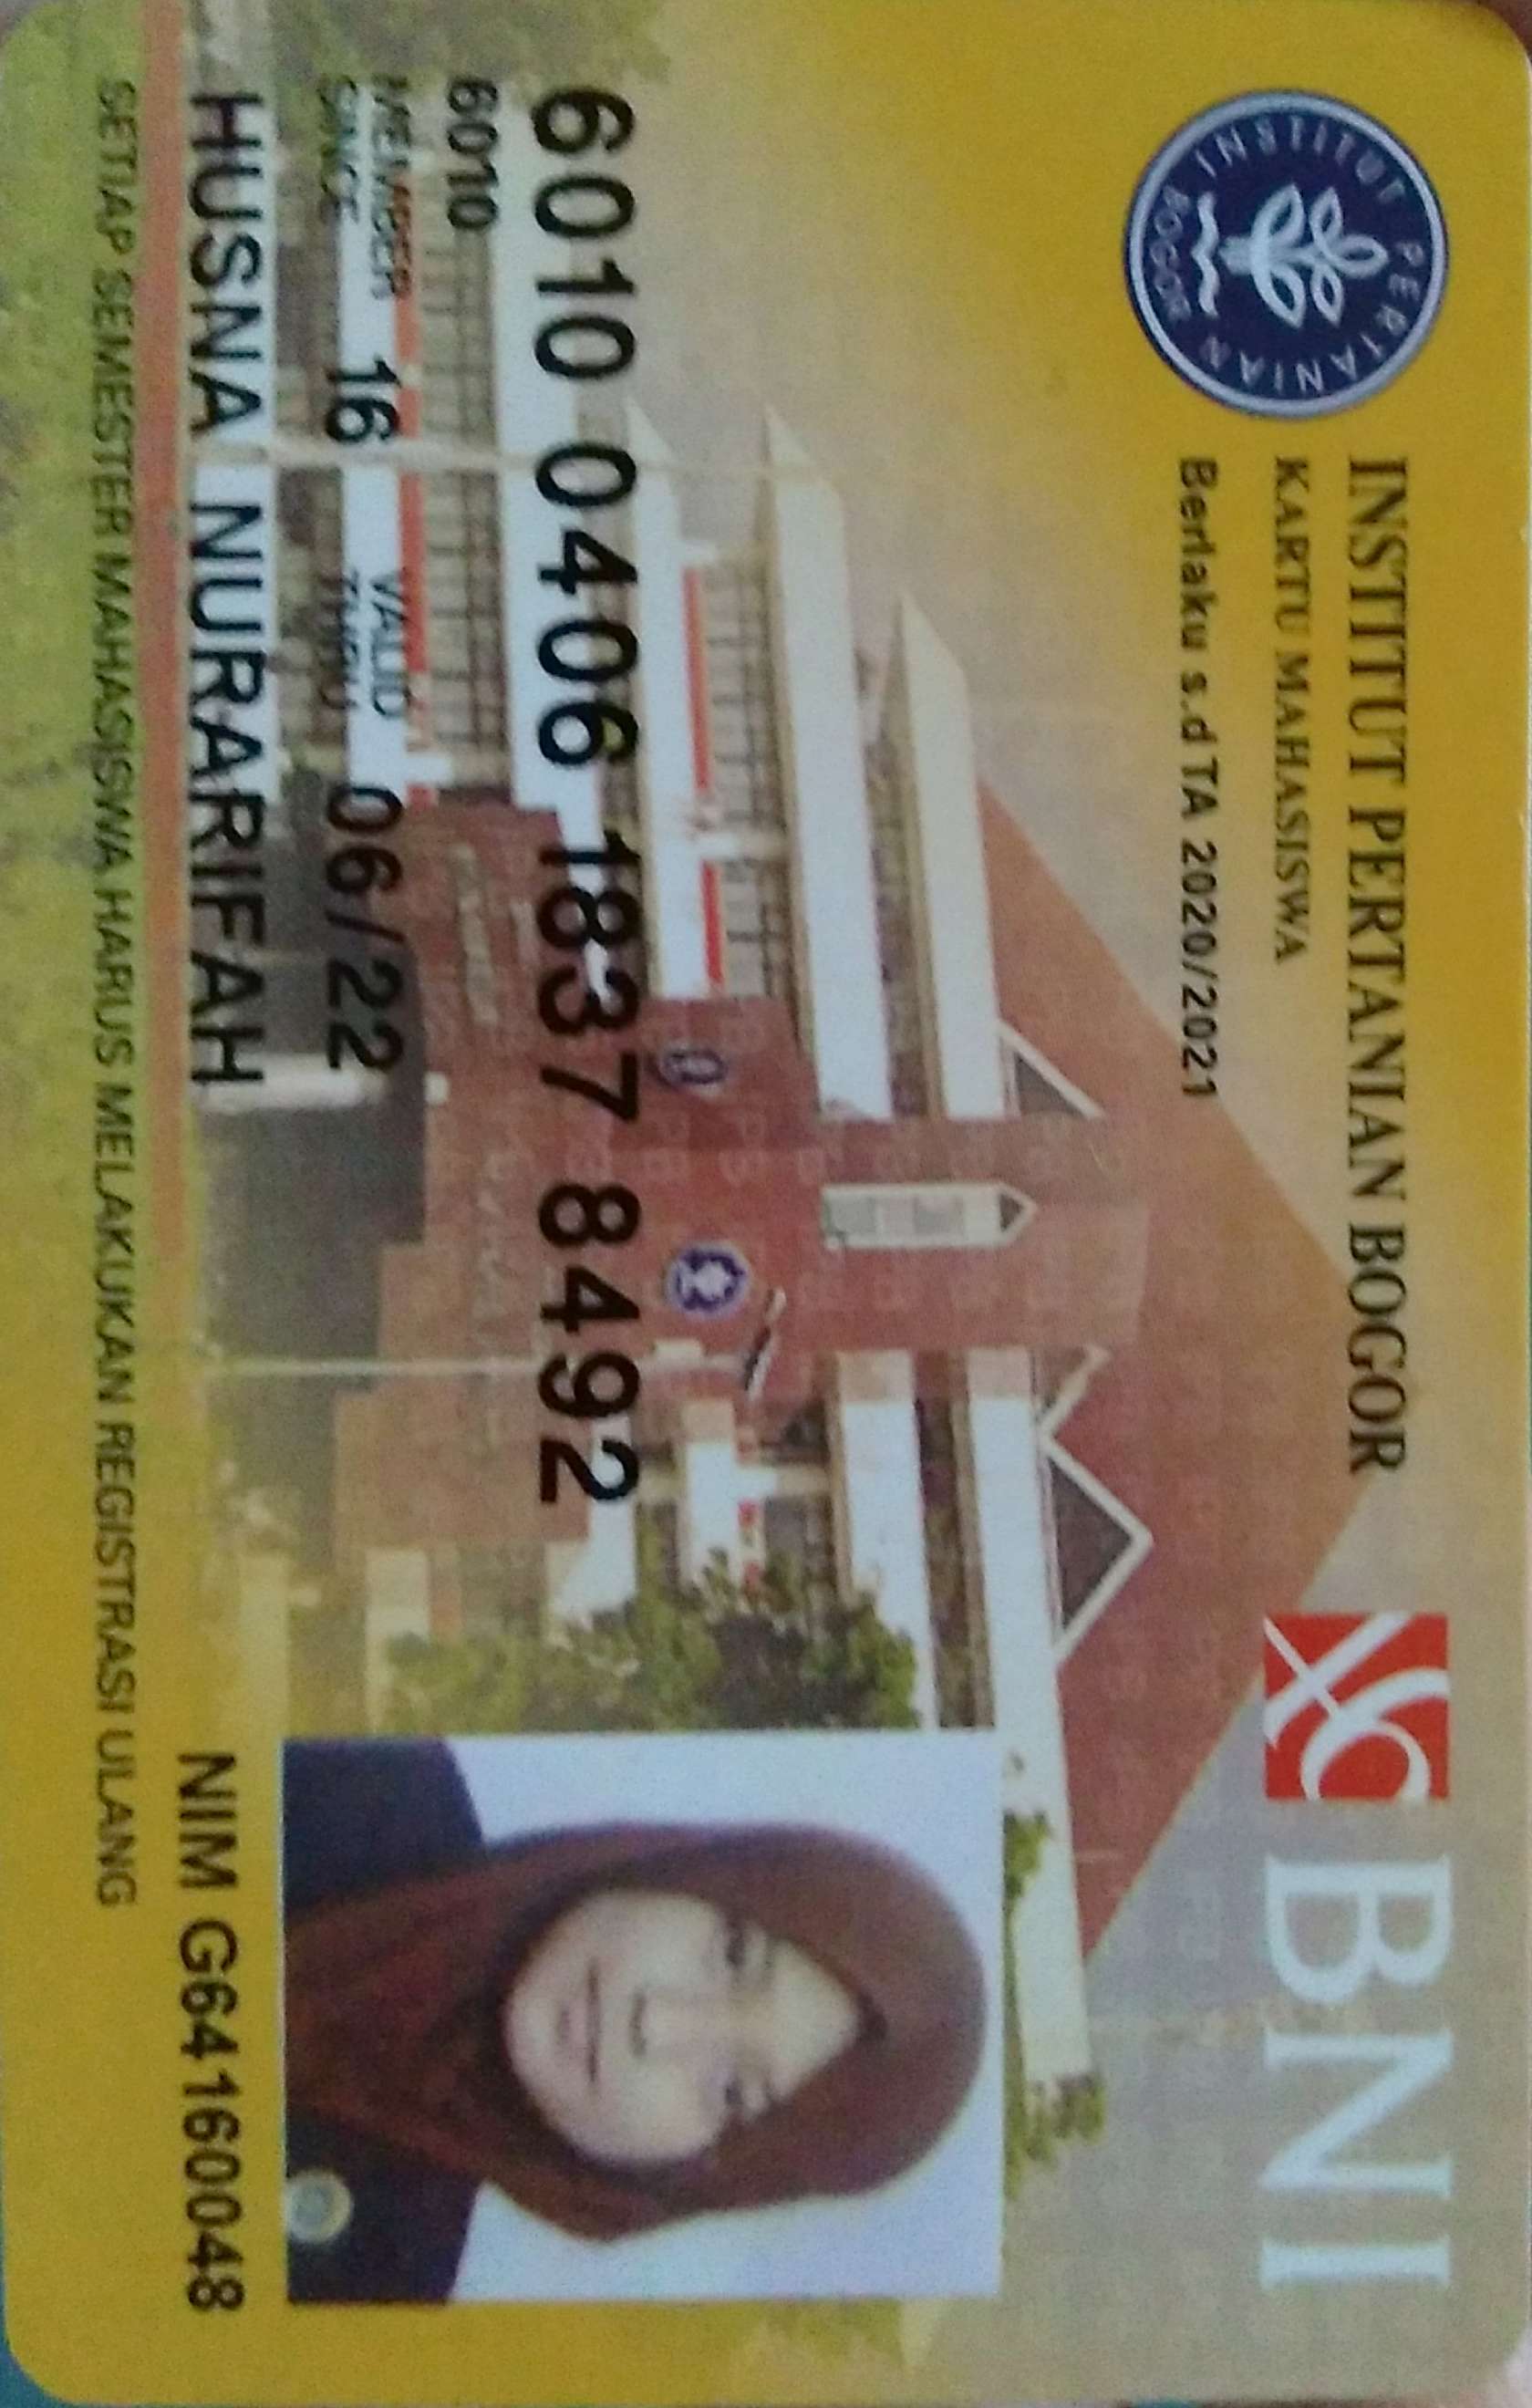 INSTITUT PERTANIAN BOGOR
KARTU MAHASISWA
Berlaku s.d TA 2020/2021
INSTITUT PERTANIAN BOGOR
BNI
6010 0406 1837 8492
6010
MEMBER SINCE 16 VALID THRU 06/22
HUSNA NURARIFAH
NIM G64160048
SETIAP SEMESTER MAHASISWA HARUS MELAKUKAN REGISTRASI ULANG